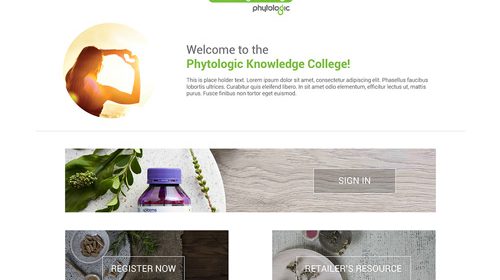 phytologic
Welcome to the
Phytologic Knowledge College!
This is place holder text. Lorem ipsum dolor sit amet, consectetur adipiscing elit. Phasellus faucibus
lobortis ultrices. Curabitur quis eleifend libero. In sit amet odio elementum, efficitur lectus ut, mattis
purus. Fusce finibus non tortor eget euismod.
SIGN IN
REGISTER NOW
RETAILER'S RESOURCE